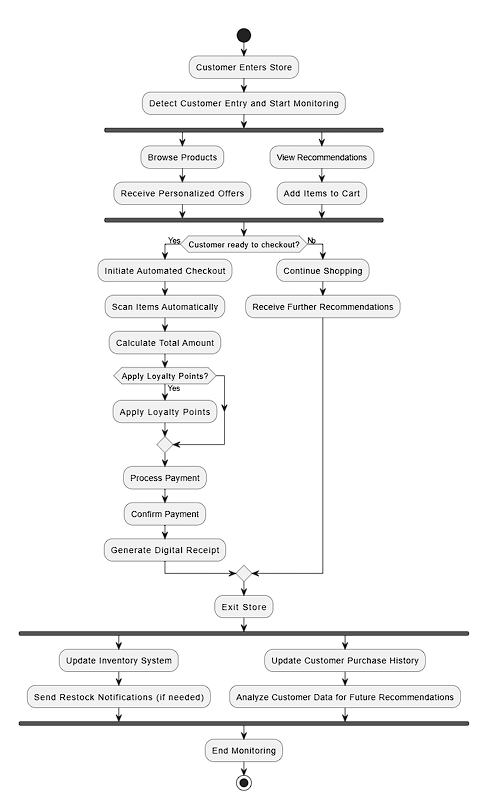 Customer Enters Store
Detect Customer Entry and Start Monitoring
Browse Products
View Recommendations
Receive Personalized Offers
Add Items to Cart
Yes
Customer ready to checkout?
No
Initiate Automated Checkout
Continue Shopping
Scan Items Automatically
Receive Further Recommendations
Calculate Total Amount
Apply Loyalty Points?
Yes
Apply Loyalty Points
Process Payment
Confirm Payment
Generate Digital Receipt
Exit Store
Update Inventory System
Update Customer Purchase History
Send Restock Notifications (if needed)
Analyze Customer Data for Future Recommendations
End Monitoring